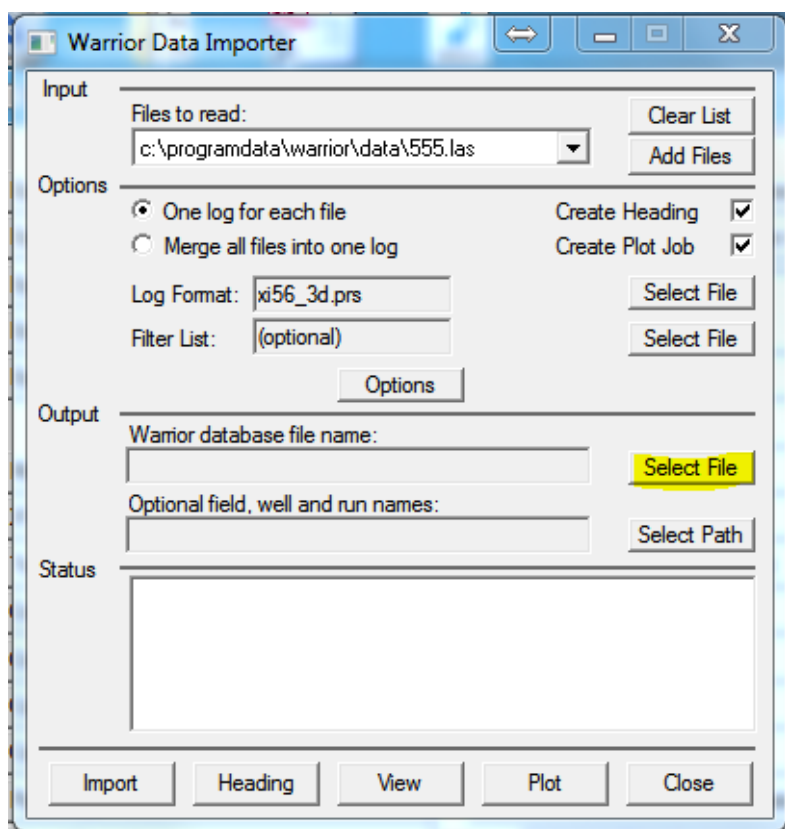 Warrior Data Importer
Input
Files to read:
Clear List
c:\programdata\warrior\data\555.las
Add Files
Options
One log for each file
Create Heading
Merge all files into one log
Create Plot Job
Log Format: xi56_3d.prs
Select File
Filter List: (optional)
Select File
Options
Output
Warrior database file name:
Select File
Optional field, well and run names:
Select Path
Status
Import Heading View Plot Close